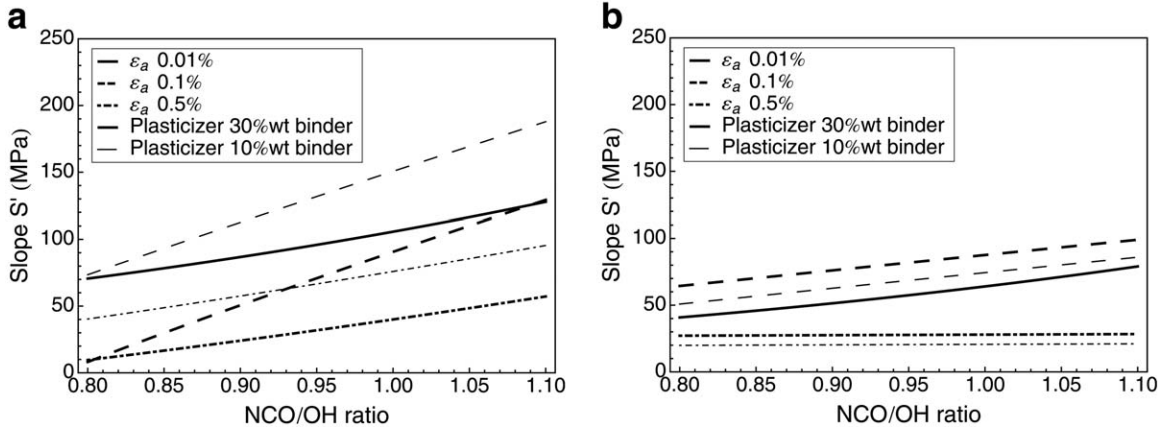 a
250
200
150
100
50
0
Slope S' (MPa)
εa 0.01%
εa 0.1%
εa 0.5%
Plasticizer 30%wt binder
Plasticizer 10%wt binder
0.80 0.85 0.90 0.95 1.00 1.05 1.10
NCO/OH ratio
b
250
200
150
100
50
0
Slope S' (MPa)
εa 0.01%
εa 0.1%
εa 0.5%
Plasticizer 30%wt binder
Plasticizer 10%wt binder
0.80 0.85 0.90 0.95 1.00 1.05 1.10
NCO/OH ratio